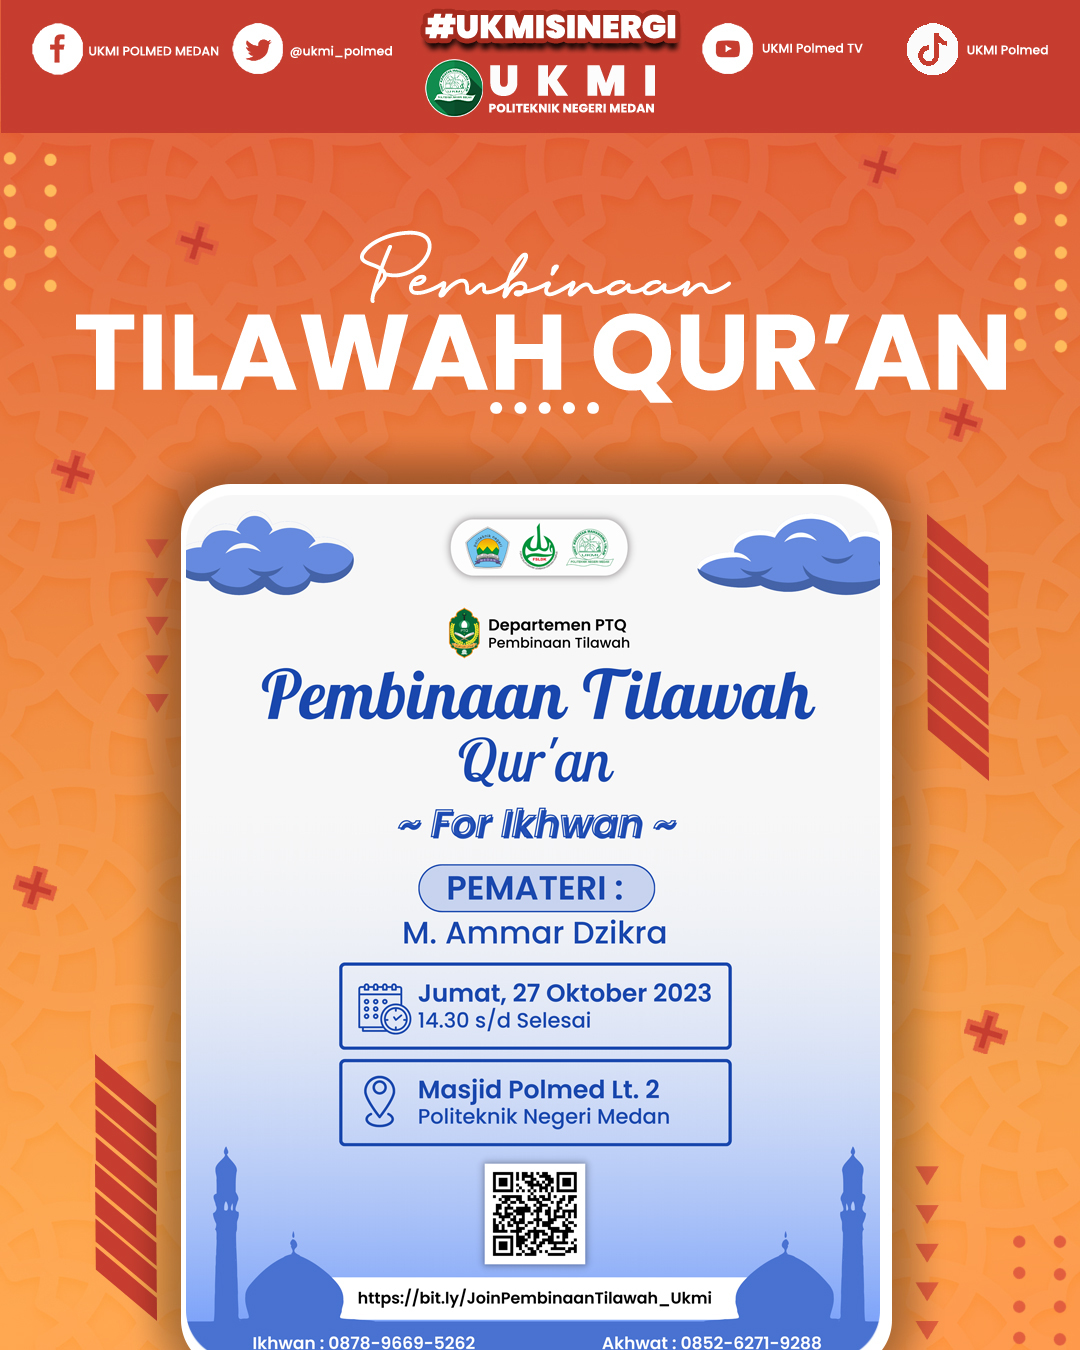 UKMI POLMED MEDAN
@ukmi_polmed
#UKMISINERGI
UKMI
POLITEKNIK NEGERI MEDAN
UKMI Polmed TV
UKMI Polmed
Pembinaan
TILAWAH QUR'AN
Departemen PTQ
Pembinaan Tilawah
Pembinaan Tilawah
Qur'an
~ For Ikhwan ~
PEMATERI :
M. Ammar Dzikra
Jumat, 27 Oktober 2023
14.30 s/d Selesai
Masjid Polmed Lt. 2
Politeknik Negeri Medan
https://bit.ly/JoinPembinaanTilawah_Ukmi
Ikhwan : 0878-9669-5262
Akhwat : 0852-6271-9288